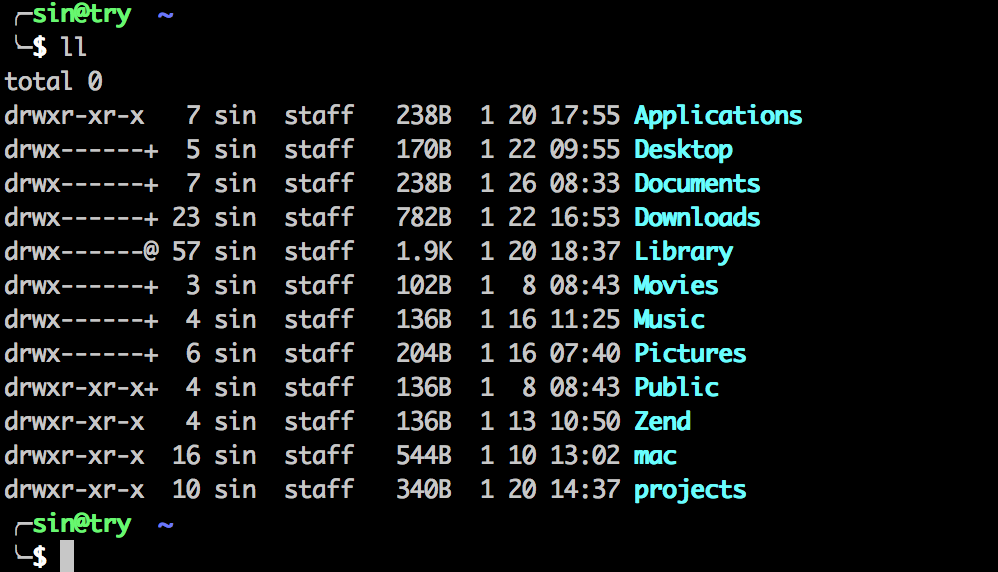 ╭─sin@try  ~
╰─$ ll
total 0
drwxr-xr-x   7 sin  staff   238B  1 20 17:55 Applications
drwx------+  5 sin  staff   170B  1 22 09:55 Desktop
drwx------+  7 sin  staff   238B  1 26 08:33 Documents
drwx------+ 23 sin  staff   782B  1 22 16:53 Downloads
drwx------@ 57 sin  staff   1.9K  1 20 18:37 Library
drwx------+  3 sin  staff   102B  1  8 08:43 Movies
drwx------+  4 sin  staff   136B  1 16 11:25 Music
drwx------+  6 sin  staff   204B  1 16 07:40 Pictures
drwxr-xr-x+  4 sin  staff   136B  1  8 08:43 Public
drwxr-xr-x   4 sin  staff   136B  1 13 10:50 Zend
drwxr-xr-x  16 sin  staff   544B  1 10 13:02 mac
drwxr-xr-x  10 sin  staff   340B  1 20 14:37 projects
╭─sin@try  ~
╰─$